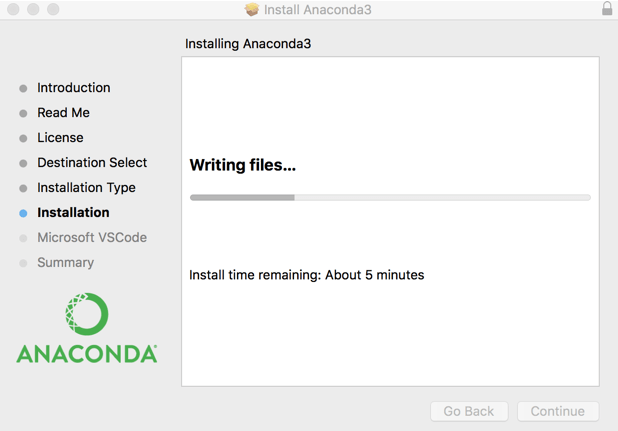 Install Anaconda3
Installing Anaconda3
Introduction
Read Me
License
Destination Select
Installation Type
Installation
Microsoft VSCode
Summary
ANACONDA
Writing files...
Install time remaining: About 5 minutes
Go Back
Continue